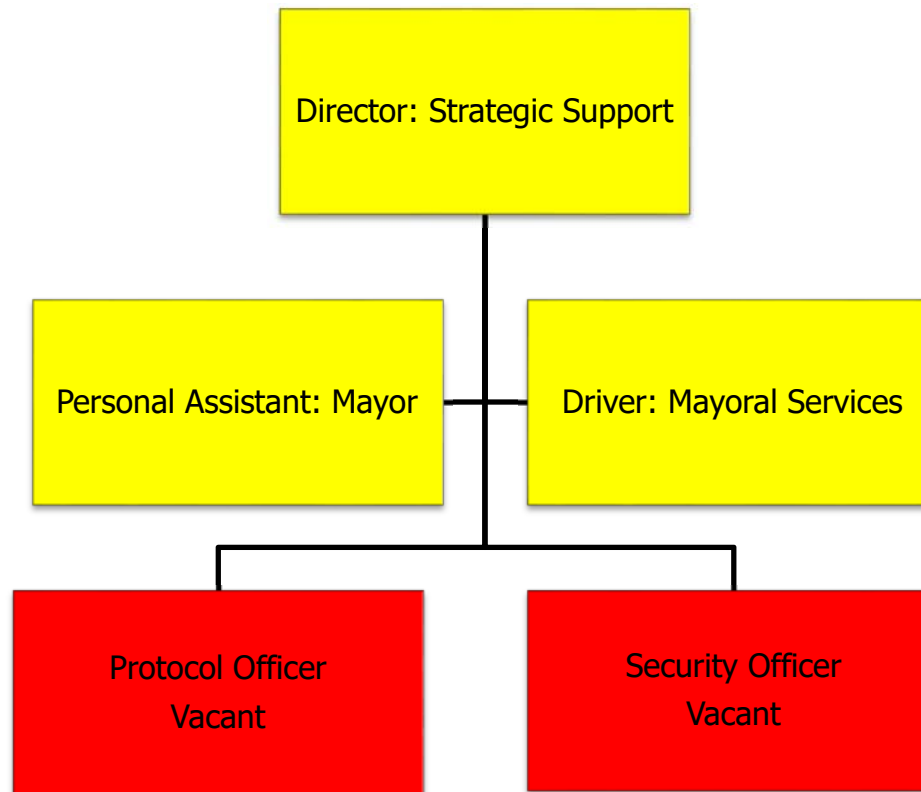 Director: Strategic Support
Personal Assistant: Mayor
Driver: Mayoral Services
Protocol Officer
Vacant
Security Officer
Vacant